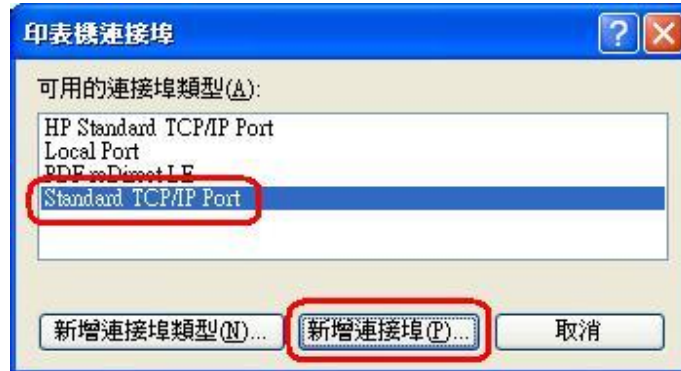 印表機連接埠
可用的連接埠類型(A):
HP Standard TCP/IP Port
Local Port
PDF mDirect LE
Standard TCP/IP Port
新增連接埠類型(N)... 新增連接埠(P)... 取消